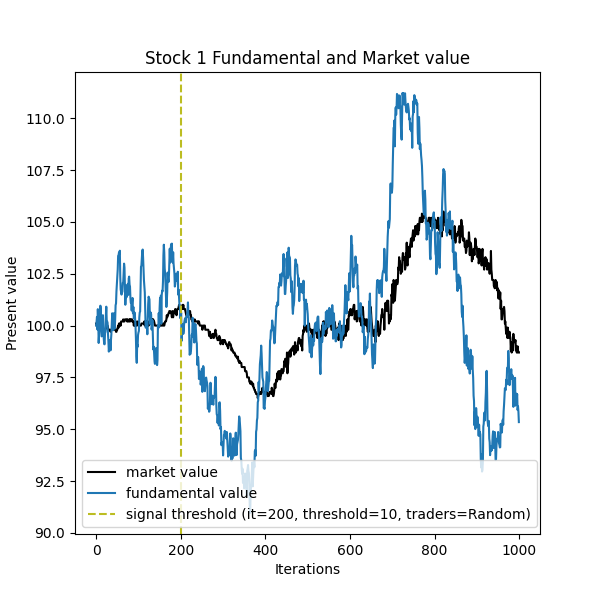 Stock 1 Fundamental and Market value
Present value
110.0
107.5
105.0
102.5
100.0
97.5
95.0
92.5
90.0
market value
fundamental value
signal threshold (it=200, threshold=10, traders=Random)
0 200 400 600 800 1000
Iterations